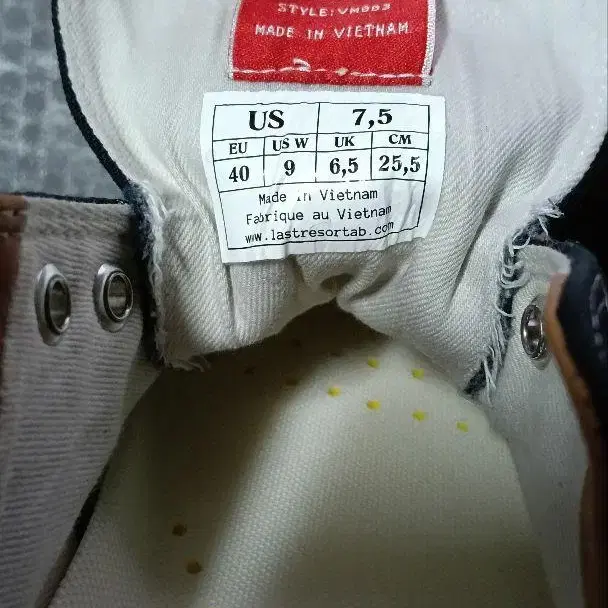 STYLE:VM003
MADE IN VIETNAM
US 7,5
EU US W UK CM
40 9 6,5 25,5
Made in Vietnam
Fabrique au Vietnam
www.lastresortab.com